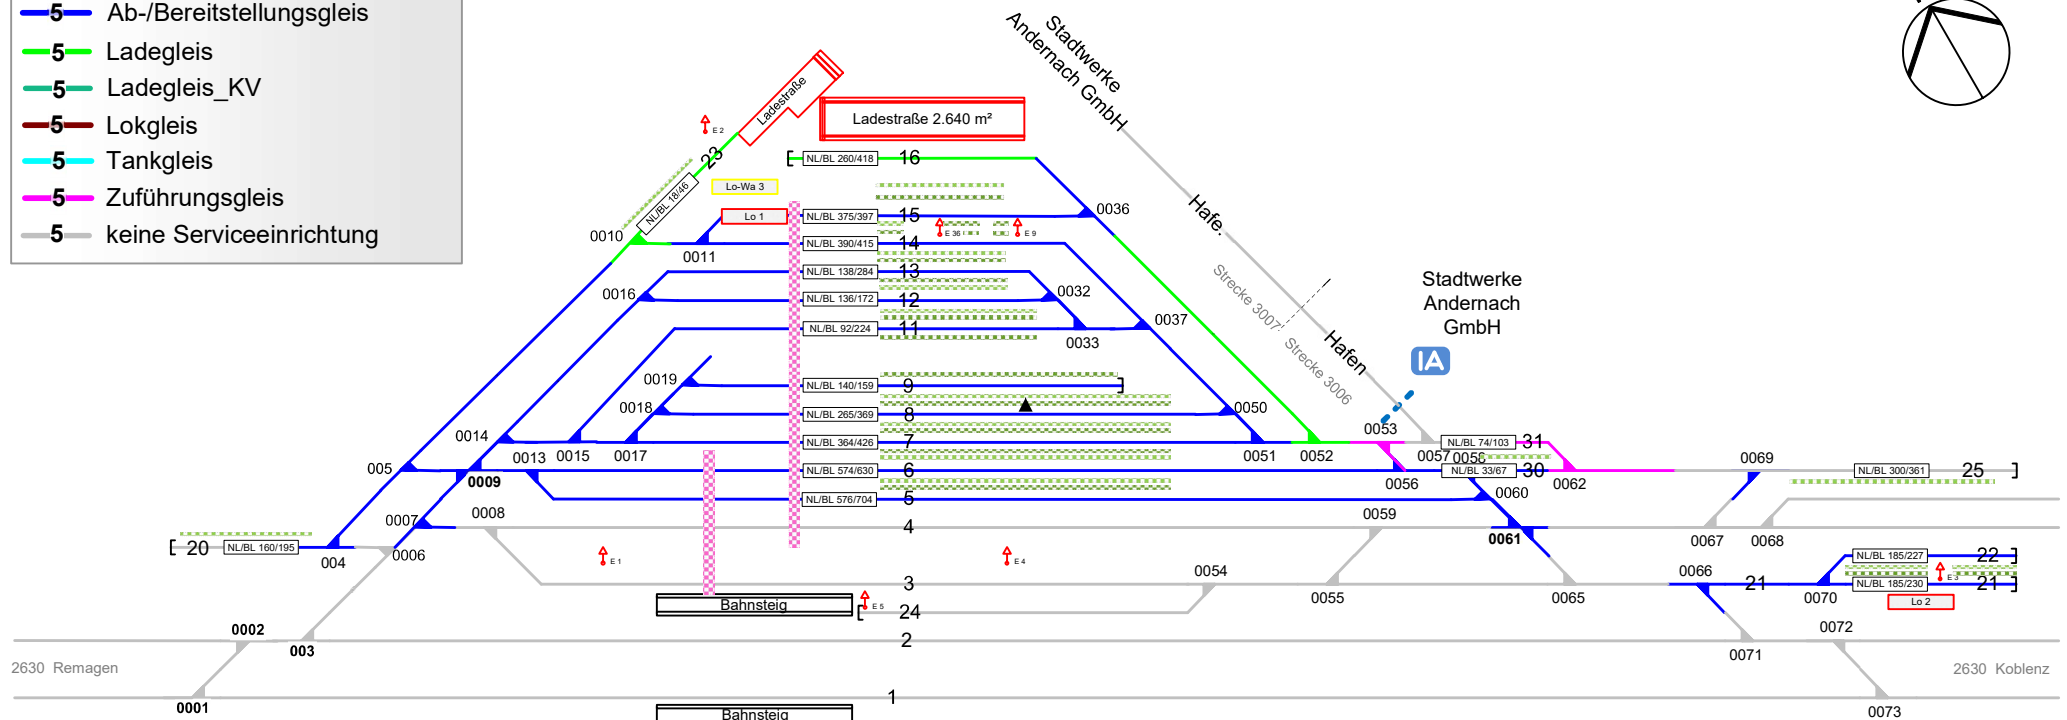 5 Ab-/Bereitstellungsgleis
5 Ladegleis
5 Ladegleis_KV
5 Lokgleis
5 Tankgleis
5 Zuführungsgleis
5 keine Serviceeinrichtung
Stadtwerke
Andernach GmbH
Ladestraße
Ladestraße 2.640 m²
E 2
23
NL/BL 18/46
NL/BL 260/418 16
Lo-Wa 3
Lo 1
NL/BL 375/397 15
0036
Hafe.
0010
E 36
E 9
NL/BL 390/415 14
0011
NL/BL 138/284 13
Strecke 3007
Stadtwerke
Andernach
GmbH
0016
NL/BL 136/172 12
0032
0037
NL/BL 92/224 11
0033
Hafen
Strecke 3006
IA
0019
NL/BL 140/159 9
0018
NL/BL 265/369 8
0050
0014
0053
NL/BL 364/426 7
NL/BL 74/103 31
0013
0015
0017
0051
0052
0057
0058
0069
005
NL/BL 574/630 6
NL/BL 33/67 30
NL/BL 300/361 25
0009
0056
0062
0060
NL/BL 576/704 5
0007
0008
4
0059
0061
0067
0068
20 NL/BL 160/195
004
0006
E 1
E 4
NL/BL 185/227 22
0054
0066
3
21
NL/BL 185/230 21
E 3
0055
0065
0070
Lo 2
Bahnsteig
E 5
24
0002
0072
2
003
0071
2630 Remagen
2630 Koblenz
1
0001
Bahnsteig
0073